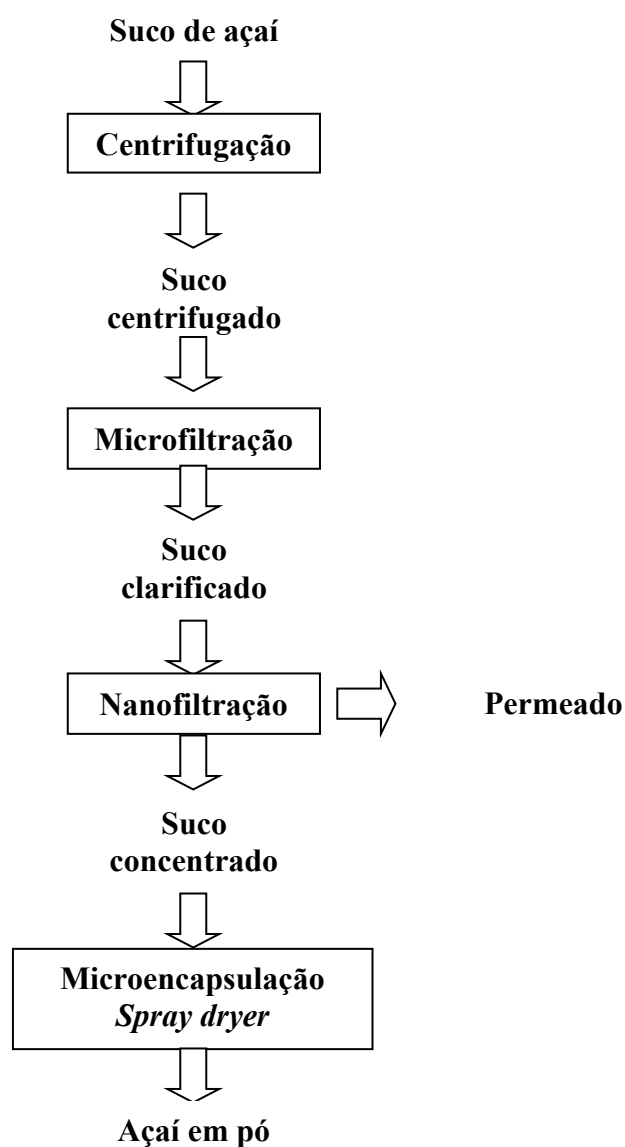 Suco de açaí
Centrifugação
Suco
centrifugado
Microfiltração
Suco
clarificado
Nanofiltração
Permeado
Suco
concentrado
Microencapsulação
Spray dryer
Açaí em pó